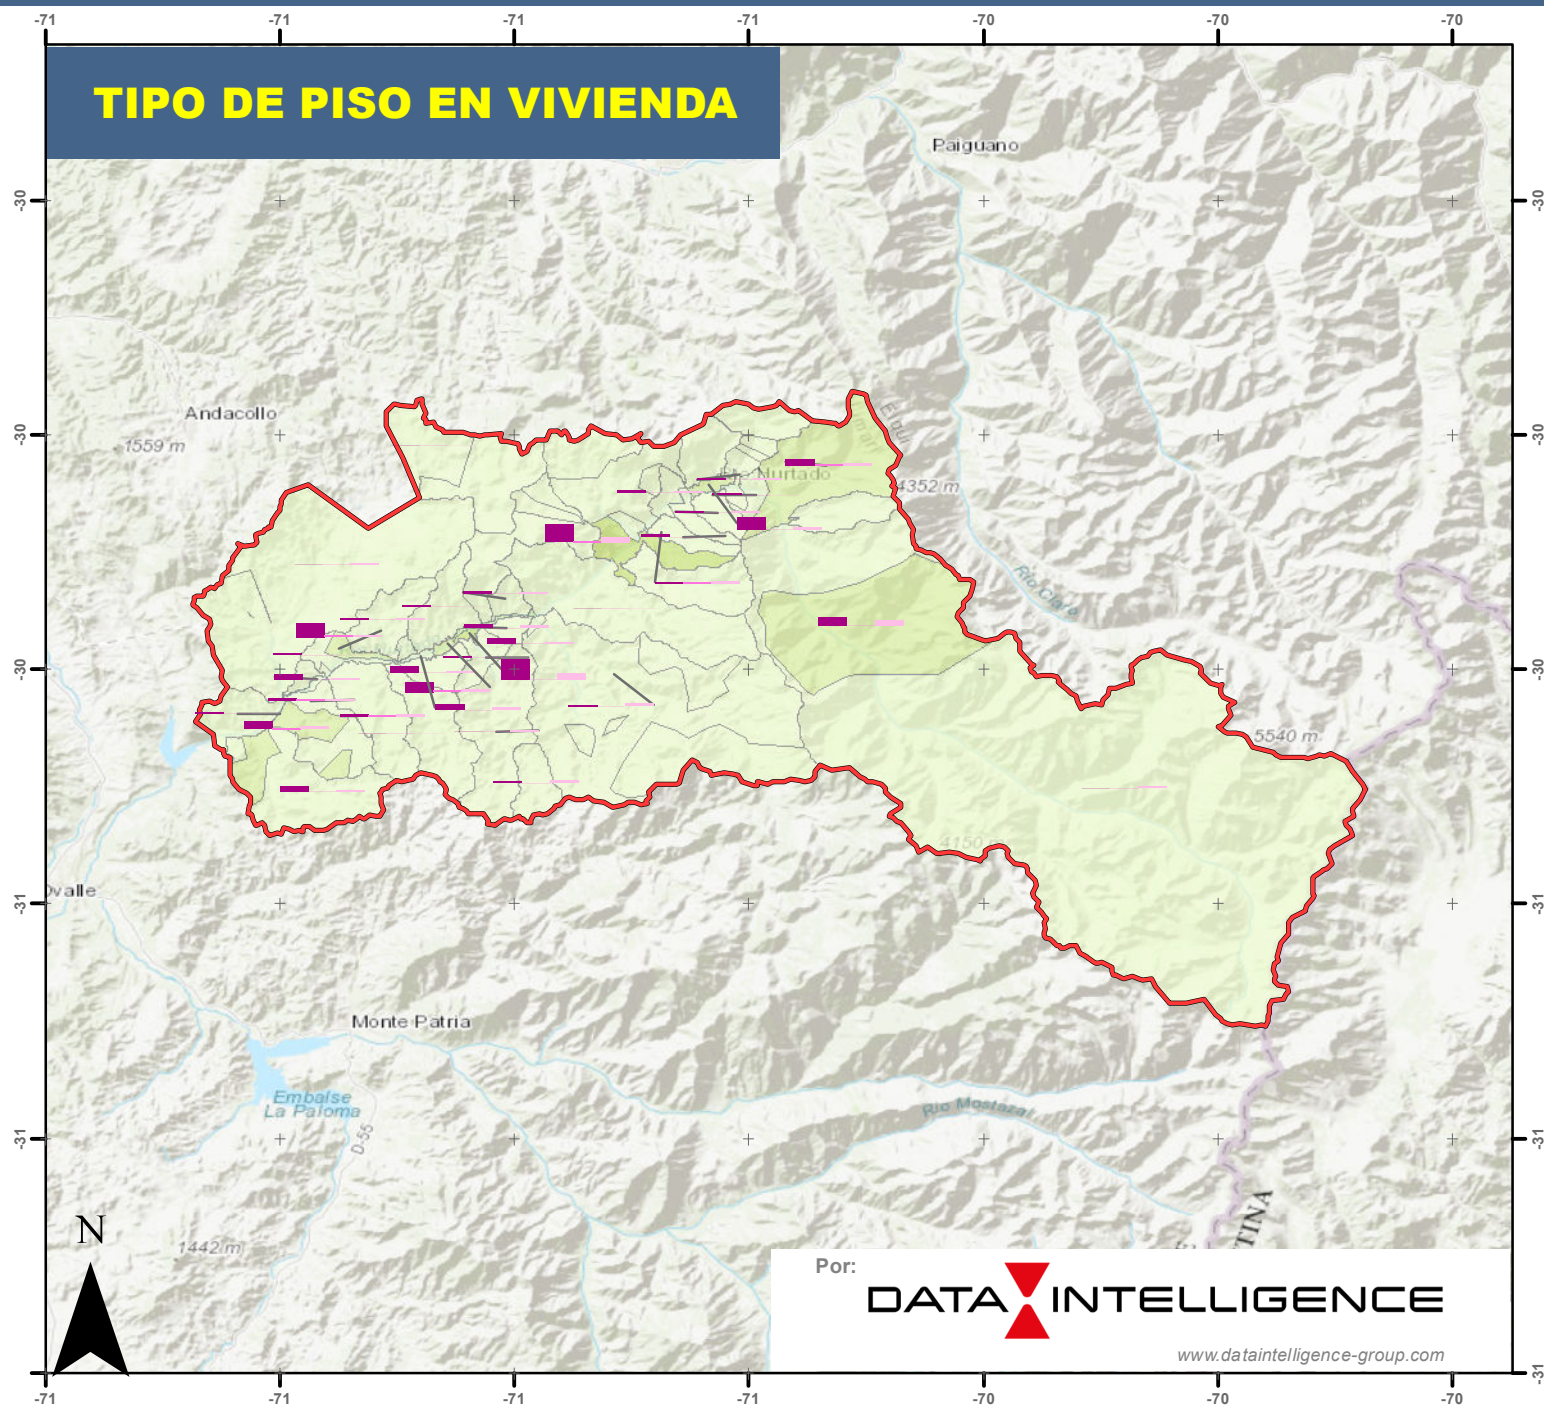 -71 -71 -71 -71 -70 -70 -70
TIPO DE PISO EN VIVIENDA
Paiguano
-30 -30
Andacollo
-30 -30
1559 m
Hurtado
4352 m
Río Claro
-30 -30
5540 m
Ovalle
-31 -31
Monte Patria
Embalse
La Paloma
Río Mostazal
D-55
-31 -31
N
1442 m
TINA
Por:
DATA INTELLIGENCE
www.dataintelligence-group.com
-31
-71 -71 -71 -71 -70 -70 -70